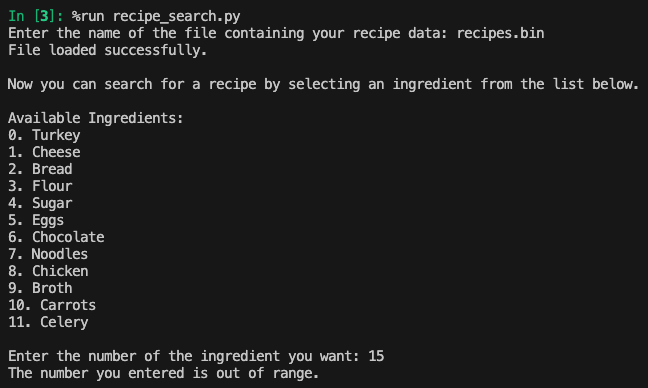 In [3]: %run recipe_search.py
Enter the name of the file containing your recipe data: recipes.bin
File loaded successfully.
Now you can search for a recipe by selecting an ingredient from the list below.
Available Ingredients:
0. Turkey
1. Cheese
2. Bread
3. Flour
4. Sugar
5. Eggs
6. Chocolate
7. Noodles
8. Chicken
9. Broth
10. Carrots
11. Celery
Enter the number of the ingredient you want: 15
The number you entered is out of range.